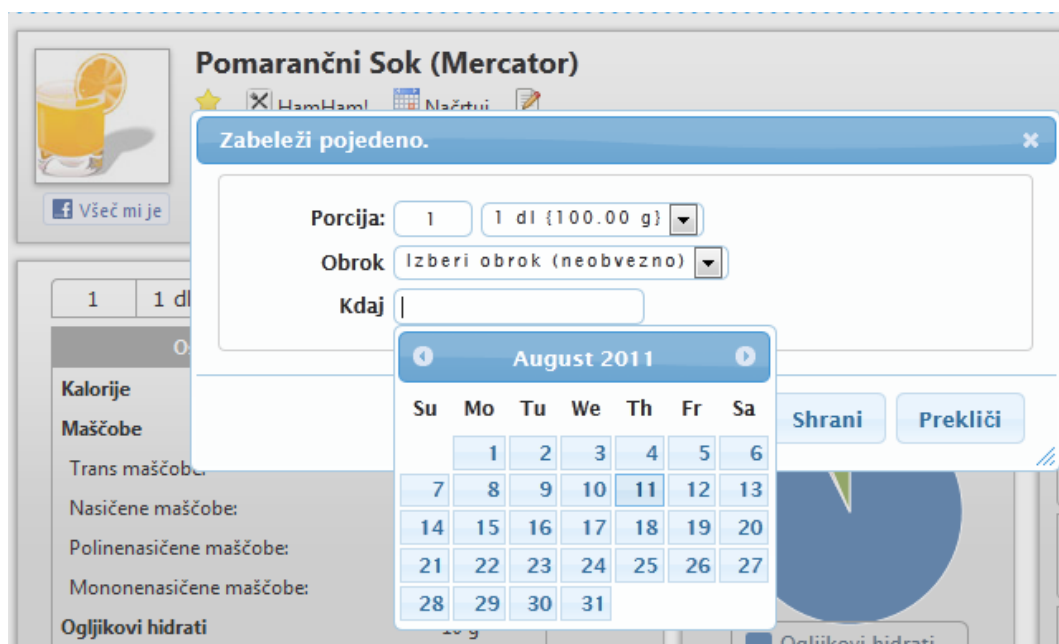 Pomarančni Sok (Mercator)
HamHam! Načrtuj
Zabeleži pojedeno.
Všeč mi je
Porcija: 1 1 dl {100.00 g}
Obrok Izberi obrok (neobvezno)
Kdaj
1 1 dl
August 2011
Su Mo Tu We Th Fr Sa
1 2 3 4 5 6
7 8 9 10 11 12 13
14 15 16 17 18 19 20
21 22 23 24 25 26 27
28 29 30 31
Shrani Prekliči
Kalorije
Maščobe
Trans maščobe:
Nasičene maščobe:
Polinenasičene maščobe:
Mononenasičene maščobe:
Ogljikovi hidrati
Ogljikovi hidrati